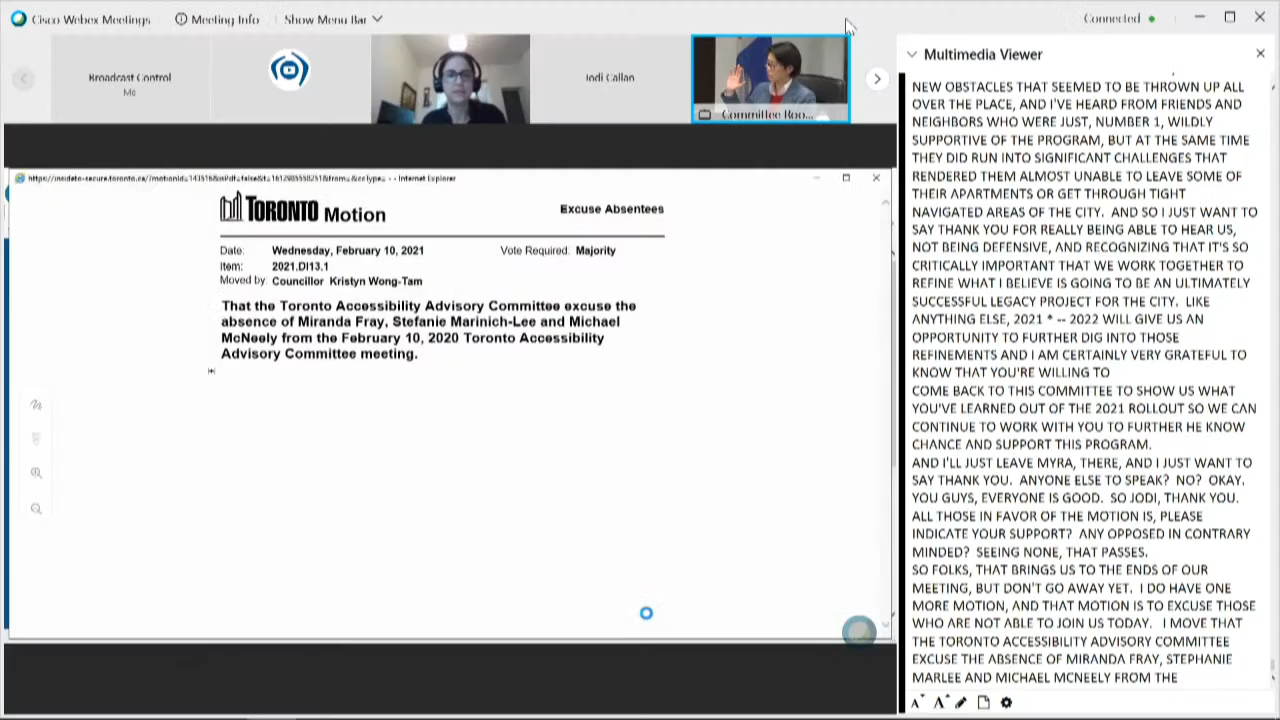 Cisco Webex Meetings
Meeting Info
Show Menu Bar
Connected
Broadcast Control
Me
Jodi Callan
Committee Roo...
Internet Explorer
TORONTO Motion
Excuse Absentees
Date: Wednesday, February 10, 2021
Vote Required: Majority
Item: 2021.DI13.1
Moved by: Councillor Kristyn Wong-Tam
That the Toronto Accessibility Advisory Committee excuse the
absence of Miranda Fray, Stefanie Marinich-Lee and Michael
McNeely from the February 10, 2020 Toronto Accessibility
Advisory Committee meeting.
Multimedia Viewer
NEW OBSTACLES THAT SEEMED TO BE THROWN UP ALL
OVER THE PLACE, AND I'VE HEARD FROM FRIENDS AND
NEIGHBORS WHO WERE JUST, NUMBER 1, WILDLY
SUPPORTIVE OF THE PROGRAM, BUT AT THE SAME TIME
THEY DID RUN INTO SIGNIFICANT CHALLENGES THAT
RENDERED THEM ALMOST UNABLE TO LEAVE SOME OF
THEIR APARTMENTS OR GET THROUGH TIGHT
NAVIGATED AREAS OF THE CITY. AND SO I JUST WANT TO
SAY THANK YOU FOR REALLY BEING ABLE TO HEAR US,
NOT BEING DEFENSIVE, AND RECOGNIZING THAT IT'S SO
CRITICALLY IMPORTANT THAT WE WORK TOGETHER TO
REFINE WHAT I BELIEVE IS GOING TO BE AN ULTIMATELY
SUCCESSFUL LEGACY PROJECT FOR THE CITY. LIKE
ANYTHING ELSE, 2021 * -- 2022 WILL GIVE US AN
OPPORTUNITY TO FURTHER DIG INTO THOSE
REFINEMENTS AND I AM CERTAINLY VERY GRATEFUL TO
KNOW THAT YOU'RE WILLING TO
COME BACK TO THIS COMMITTEE TO SHOW US WHAT
YOU'VE LEARNED OUT OF THE 2021 ROLLOUT SO WE CAN
CONTINUE TO WORK WITH YOU TO FURTHER HE KNOW
CHANCE AND SUPPORT THIS PROGRAM.
AND I'LL JUST LEAVE MYRA, THERE, AND I JUST WANT TO
SAY THANK YOU. ANYONE ELSE TO SPEAK? NO? OKAY.
YOU GUYS, EVERYONE IS GOOD. SO JODI, THANK YOU.
ALL THOSE IN FAVOR OF THE MOTION IS, PLEASE
INDICATE YOUR SUPPORT? ANY OPPOSED IN CONTRARY
MINDED? SEEING NONE, THAT PASSES.
SO FOLKS, THAT BRINGS US TO THE ENDS OF OUR
MEETING, BUT DON'T GO AWAY YET. I DO HAVE ONE
MORE MOTION, AND THAT MOTION IS TO EXCUSE THOSE
WHO ARE NOT ABLE TO JOIN US TODAY. I MOVE THAT
THE TORONTO ACCESSIBILITY ADVISORY COMMITTEE
EXCUSE THE ABSENCE OF MIRANDA FRAY, STEPHANIE
MARLEE AND MICHAEL MCNEELY FROM THE